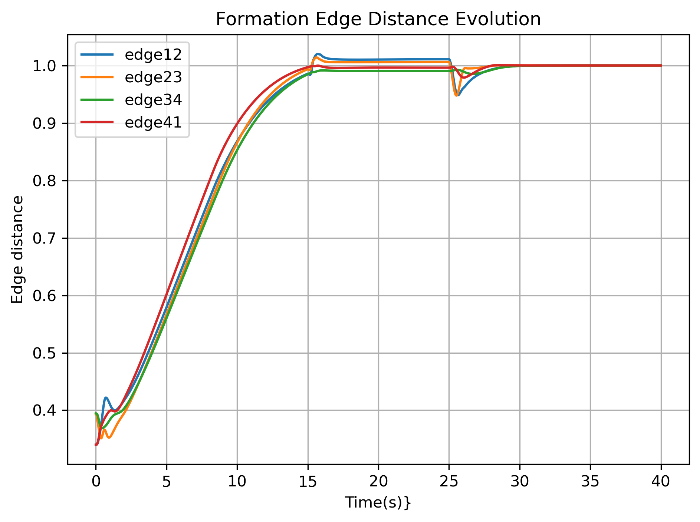 Formation Edge Distance Evolution
edge12
edge23
edge34
edge41
Edge distance
1.0
0.9
0.8
0.7
0.6
0.5
0.4
0 5 10 15 20 25 30 35 40
Time(s)}